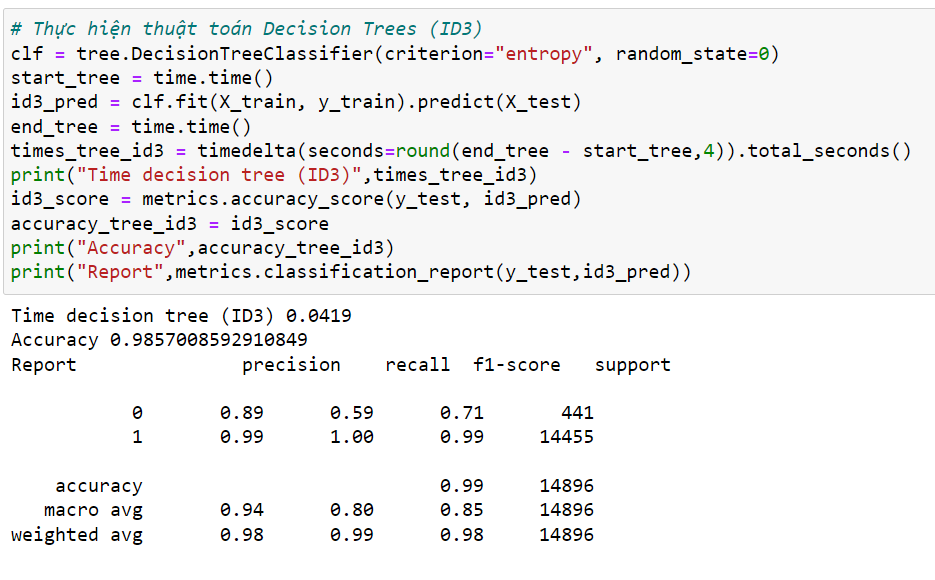 # Thực hiện thuật toán Decision Trees (ID3)
clf = tree.DecisionTreeClassifier(criterion="entropy", random_state=0)
start_tree = time.time()
id3_pred = clf.fit(X_train, y_train).predict(X_test)
end_tree = time.time()
times_tree_id3 = timedelta(seconds=round(end_tree - start_tree,4)).total_seconds()
print("Time decision tree (ID3)",times_tree_id3)
id3_score = metrics.accuracy_score(y_test, id3_pred)
accuracy_tree_id3 = id3_score
print("Accuracy",accuracy_tree_id3)
print("Report",metrics.classification_report(y_test,id3_pred))
Time decision tree (ID3) 0.0419
Accuracy 0.9857008592910849
Report               precision    recall  f1-score   support
           0       0.89      0.59      0.71       441
           1       0.99      1.00      0.99     14455
    accuracy                           0.99     14896
   macro avg       0.94      0.80      0.85     14896
weighted avg       0.98      0.99      0.98     14896